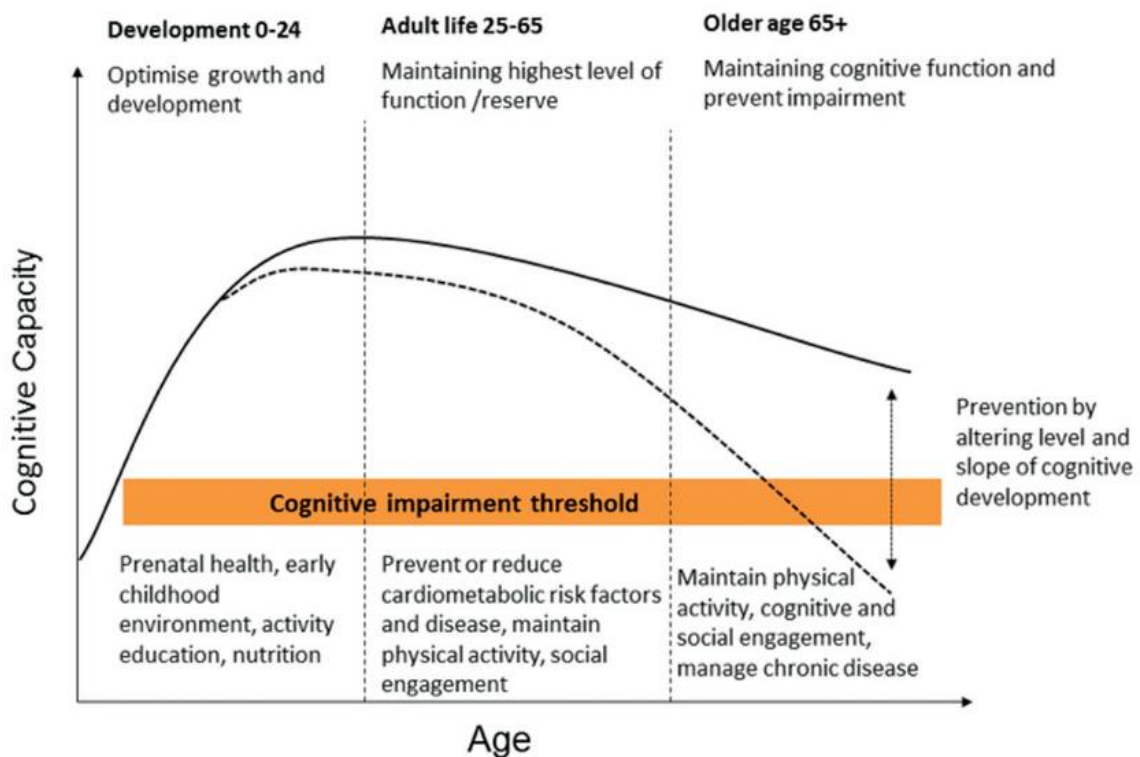 Development 0-24
Optimise growth and
development
Adult life 25-65
Maintaining highest level of
function /reserve
Older age 65+
Maintaining cognitive function and
prevent impairment
Cognitive Capacity
Prevention by
altering level and
slope of cognitive
development
Cognitive impairment threshold
Prenatal health, early
childhood
environment, activity
education, nutrition
Prevent or reduce
cardiometabolic risk factors
and disease, maintain
physical activity, social
engagement
Maintain physical
activity, cognitive and
social engagement,
manage chronic disease
Age